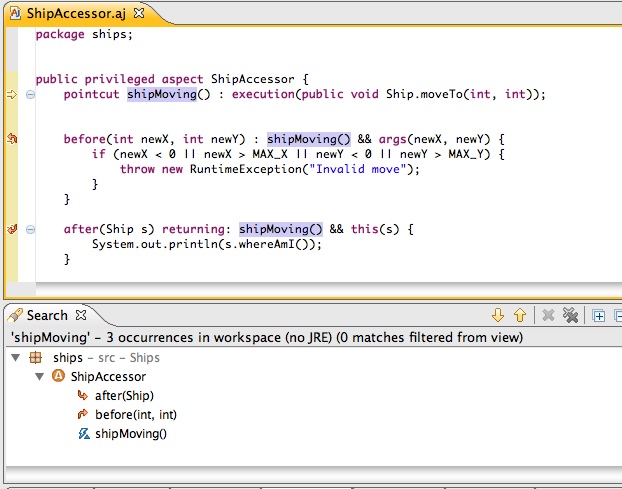 ShipAccessor.aj
package ships;
public privileged aspect ShipAccessor {
pointcut shipMoving() : execution(public void Ship.moveTo(int, int));
before(int newX, int newY) : shipMoving() && args(newX, newY) {
if (newX < 0 || newX > MAX_X || newY < 0 || newY > MAX_Y) {
throw new RuntimeException("Invalid move");
}
}
after(Ship s) returning: shipMoving() && this(s) {
System.out.println(s.whereAmI());
}
Search
'shipMoving' – 3 occurrences in workspace (no JRE) (0 matches filtered from view)
ships – src – Ships
A ShipAccessor
after(Ship)
before(int, int)
shipMoving()